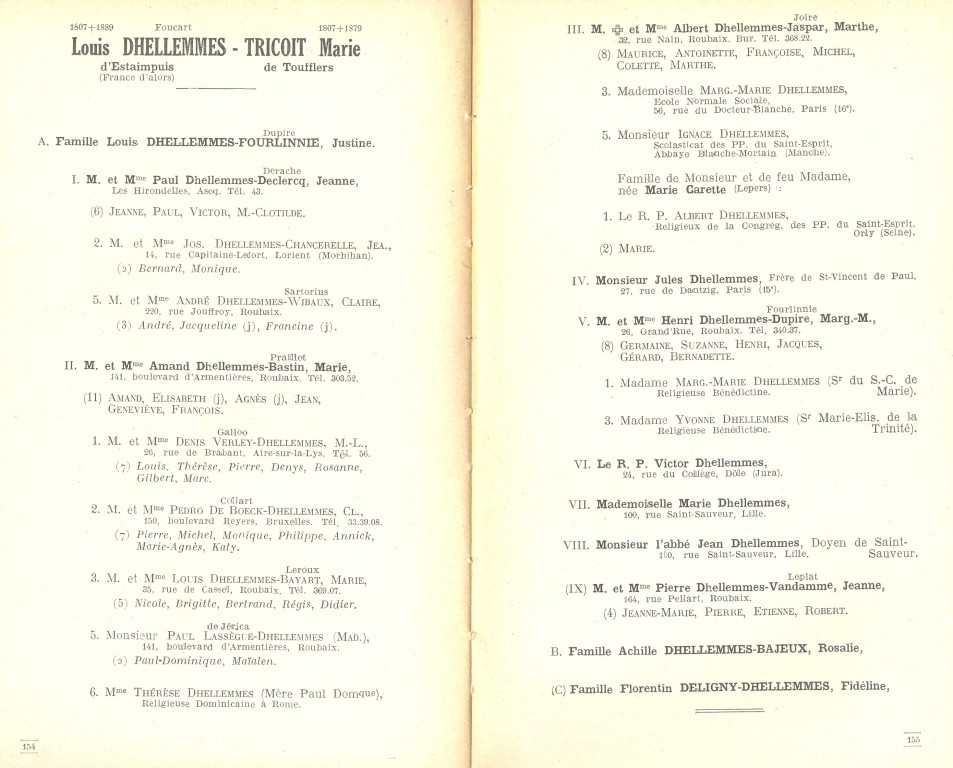 1807+1889 Foucart 1807+1879
Louis DHELLEMMES - TRICOIT Marie
d'Estaimpuis de Toufflers
(France d'alors)
Dupire
A. Famille Louis DHELLEMMES-FOURLINNIE, Justine.
Derache
I. M. et Mme Paul Dhellemmes-Declercq, Jeanne,
Les Hirondelles, Ascq. Tél. 43.
(6) JEANNE, PAUL, VICTOR, M.-CLOTILDE.
2. M. et Mme JOS. DHELLEMMES-CHANCERELLE, JEA.,
14, rue Capitaine-Lefort, Lorient (Morbihan).
(2) Bernard, Monique.
Sartorius
5. M. et Mme ANDRÉ DHELLEMMES-WIBAUX, CLAIRE,
220, rue Jouffroy, Roubaix.
(3) André, Jacqueline (j), Francine (j).
Praillet
II. M. et Mme Amand Dhellemmes-Bastin, Marie,
141, boulevard d'Armentières, Roubaix. Tél. 303.52.
(11) AMAND, ELISABETH (j), AGNÈS (j), JEAN,
GENEVIÈVE, FRANÇOIS.
Galloo
1. M. et Mme DENIS VERLEY-DHELLEMMES, M.-L.,
26, rue de Brabant, Aire-sur-la-Lys. Tél. 56.
(7) Louis, Thérèse, Pierre, Denys, Rosanne,
Gilbert, Marc.
Collart
2. M. et Mme PEDRO DE BOECK-DHELLEMMES, CL.,
150, boulevard Reyers, Bruxelles, Tél. 33.39.08.
(7) Pierre, Michel, Monique, Philippe, Annick,
Marie-Agnès, Katy.
Leroux
3. M. et Mme LOUIS DHELLEMMES-BAYART, MARIE,
35, rue de Cassel, Roubaix. Tél. 369.07.
(5) Nicole, Brigitte, Bertrand, Régis, Didier.
de Jérica
5. Monsieur PAUL LASSÈGUE-DHELLEMMES (MAD.),
141, boulevard d'Armentières, Roubaix.
(2) Paul-Dominique, Maïalen.
6. Mme THÉRÈSE DHELLEMMES (Mère Paul Domque),
Religieuse Dominicaine à Rome.
154
Joire
III. M. ✠ et Mme Albert Dhellemmes-Jaspar, Marthe,
32, rue Nain, Roubaix. Bur. Tél. 368.22.
(8) MAURICE, ANTOINETTE, FRANÇOISE, MICHEL,
COLETTE, MARTHE.
3. Mademoiselle MARG.-MARIE DHELLEMMES,
Ecole Normale Sociale,
56, rue du Docteur-Blanche, Paris (16e).
5. Monsieur IGNACE DHELLEMMES,
Scolasticat des PP. du Saint-Esprit,
Abbaye Blanche-Mortain (Manche).
Famille de Monsieur et de feu Madame,
née Marie Carette (Lepers) :
1. Le R. P. ALBERT DHELLEMMES,
Religieux de la Congrég. des PP. du Saint-Esprit,
Orly (Seine).
(2) MARIE.
IV. Monsieur Jules Dhellemmes, Frère de St-Vincent de Paul,
27, rue de Dantzig, Paris (15e).
Fourlinnie
V. M. et Mme Henri Dhellemmes-Dupire, Marg.-M.,
26, Grand'Rue, Roubaix. Tél. 340.37.
(8) GERMAINE, SUZANNE, HENRI, JACQUES,
GÉRARD, BERNADETTE.
1. Madame MARG.-MARIE DHELLEMMES (Sr du S.-C. de
Religieuse Bénédictine. Marie).
3. Madame YVONNE DHELLEMMES (Sr Marie-Elis. de la
Religieuse Bénédictine. Trinité).
VI. Le R. P. Victor Dhellemmes,
24, rue du Collège, Dôle (Jura).
VII. Mademoiselle Marie Dhellemmes,
100, rue Saint-Sauveur, Lille.
VIII. Monsieur l'abbé Jean Dhellemmes, Doyen de Saint-
100, rue Saint-Sauveur, Lille. Sauveur.
Leplat
(IX) M. et Mme Pierre Dhellemmes-Vandamme, Jeanne,
164, rue Pellart, Roubaix.
(4) JEANNE-MARIE, PIERRE, ETIENNE, ROBERT.
B. Famille Achille DHELLEMMES-BAJEUX, Rosalie,
(C) Famille Florentin DELIGNY-DHELLEMMES, Fidéline,
155